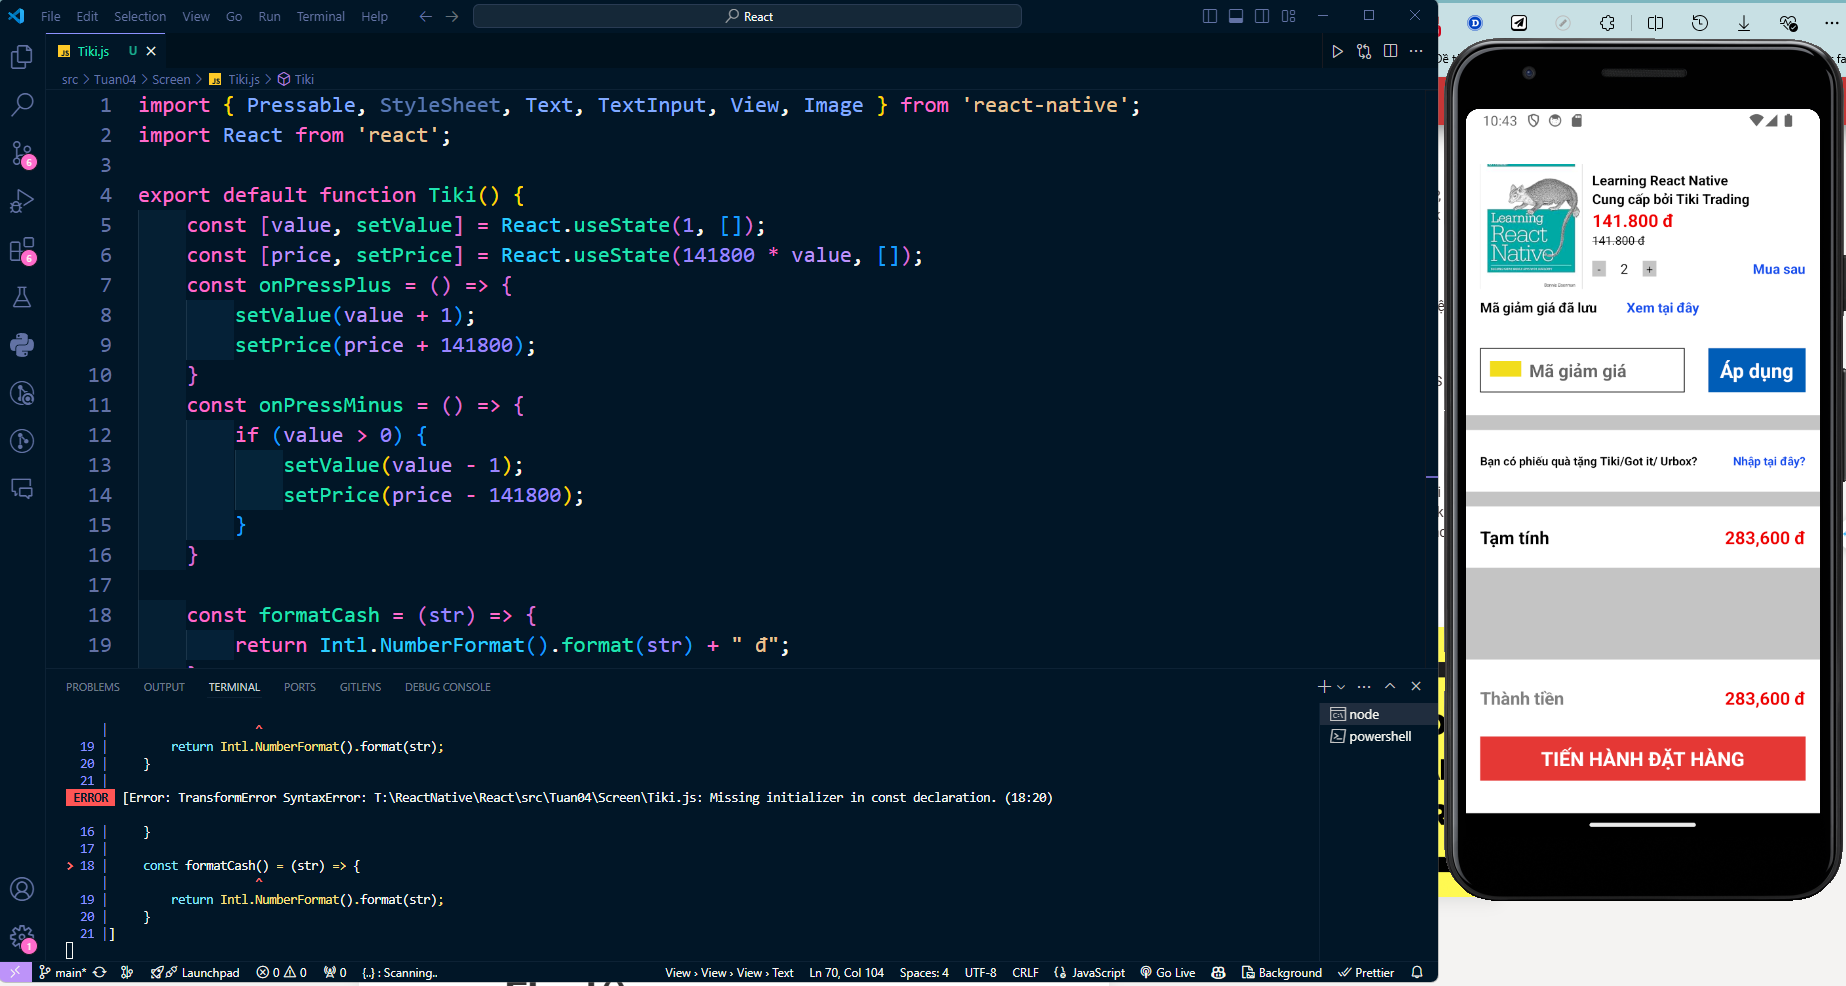 File Edit Selection View Go Run Terminal Help
React
Tiki.js U
src > Tuan04 > Screen > Tiki.js > Tiki
1 import { Pressable, StyleSheet, Text, TextInput, View, Image } from 'react-native';
2 import React from 'react';
3
4 export default function Tiki() {
5 const [value, setValue] = React.useState(1, []);
6 const [price, setPrice] = React.useState(141800 * value, []);
7 const onPressPlus = () => {
8 setValue(value + 1);
9 setPrice(price + 141800);
10 }
11 const onPressMinus = () => {
12 if (value > 0) {
13 setValue(value - 1);
14 setPrice(price - 141800);
15 }
16 }
17
18 const formatCash = (str) => {
19 return Intl.NumberFormat().format(str) + " đ";
PROBLEMS OUTPUT TERMINAL PORTS GITLENS DEBUG CONSOLE
node
powershell
| ^
19 | return Intl.NumberFormat().format(str);
20 | }
21 |
ERROR [Error: TransformError SyntaxError: T:\ReactNative\React\src\Tuan04\Screen\Tiki.js: Missing initializer in const declaration. (18:20)
16 | }
17 |
> 18 | const formatCash() = (str) => {
| ^
19 | return Intl.NumberFormat().format(str);
20 | }
21 |]
6
6
1
main* Launchpad 0 0 0 {..} : Scanning.. View > View > View > Text Ln 70, Col 104 Spaces: 4 UTF-8 CRLF JavaScript Go Live Background Prettier
10:43
Learning React Native
Learning React Native
Cung cấp bởi Tiki Trading
141.800 đ
141.800 đ
- 2 + Mua sau
Mã giảm giá đã lưu Xem tại đây
Mã giảm giá Áp dụng
Bạn có phiếu quà tặng Tiki/Got it/ Urbox? Nhập tại đây?
Tạm tính 283,600 đ
Thành tiền 283,600 đ
TIẾN HÀNH ĐẶT HÀNG